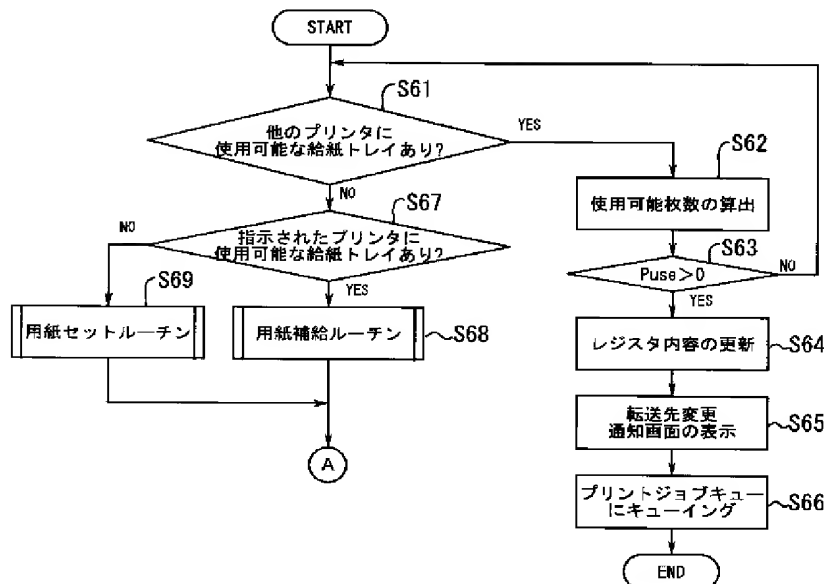 START
S61
他のプリンタに
使用可能な給紙トレイあり?
YES
NO
S62
使用可能枚数の算出
S67
指示されたプリンタに
使用可能な給紙トレイあり?
NO
YES
S63
Puse>0
NO
YES
S69
用紙セットルーチン
用紙補給ルーチン
S68
レジスタ内容の更新
S64
転送先変更
通知画面の表示
S65
A
プリントジョブキュー
にキューイング
S66
END